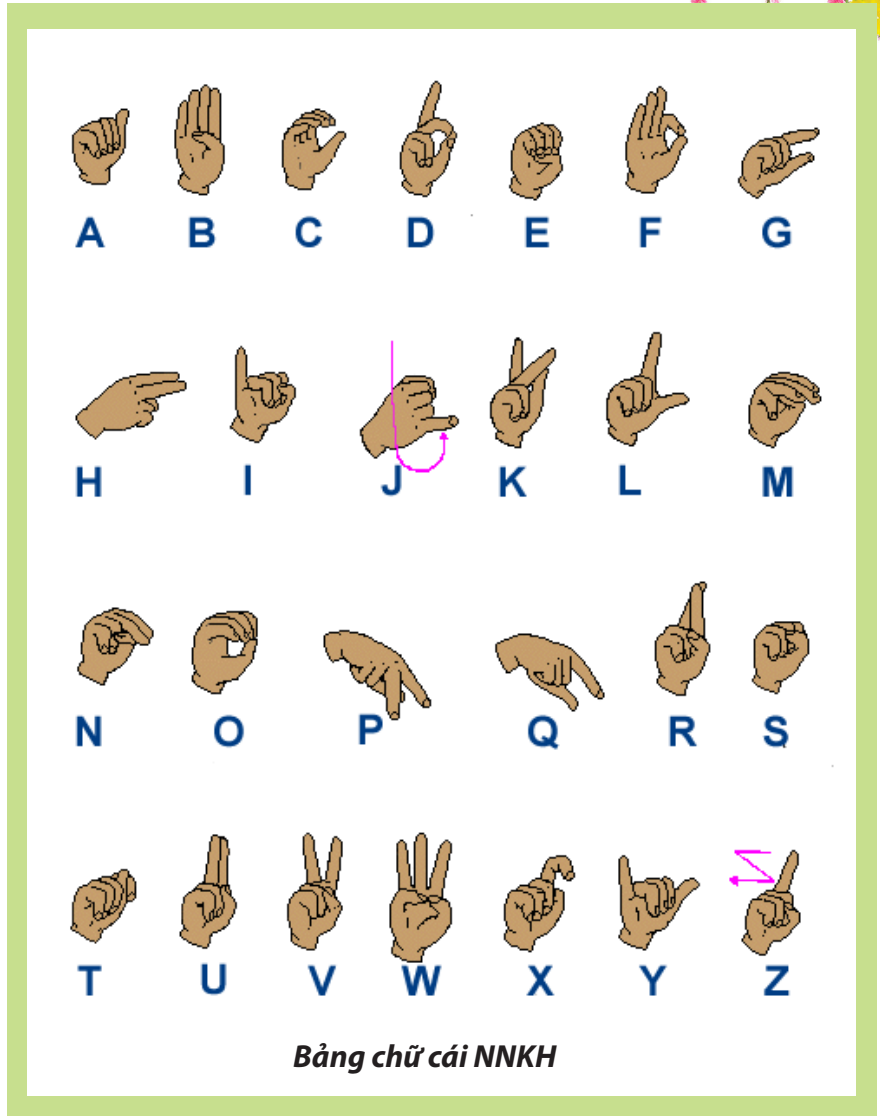 A B C D E F G
H I J K L M
N O P Q R S
T U V W X Y Z
Bảng chữ cái NNKH